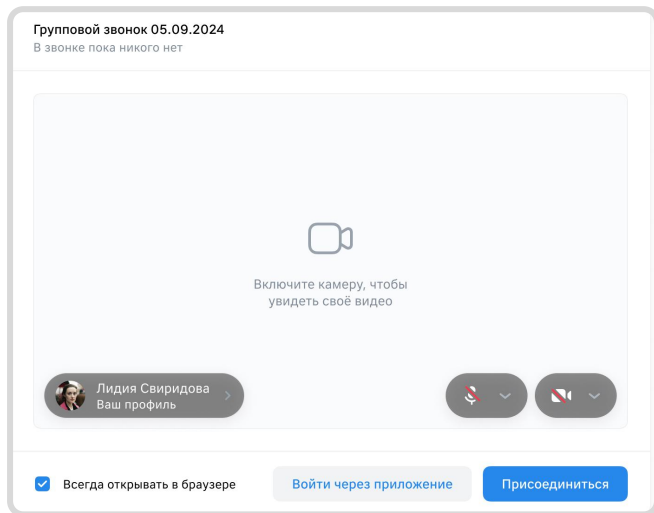 Групповой звонок 05.09.2024
В звонке пока никого нет
Включите камеру, чтобы
увидеть своё видео
Лидия Свиридова
Ваш профиль
Всегда открывать в браузере
Войти через приложение
Присоединиться